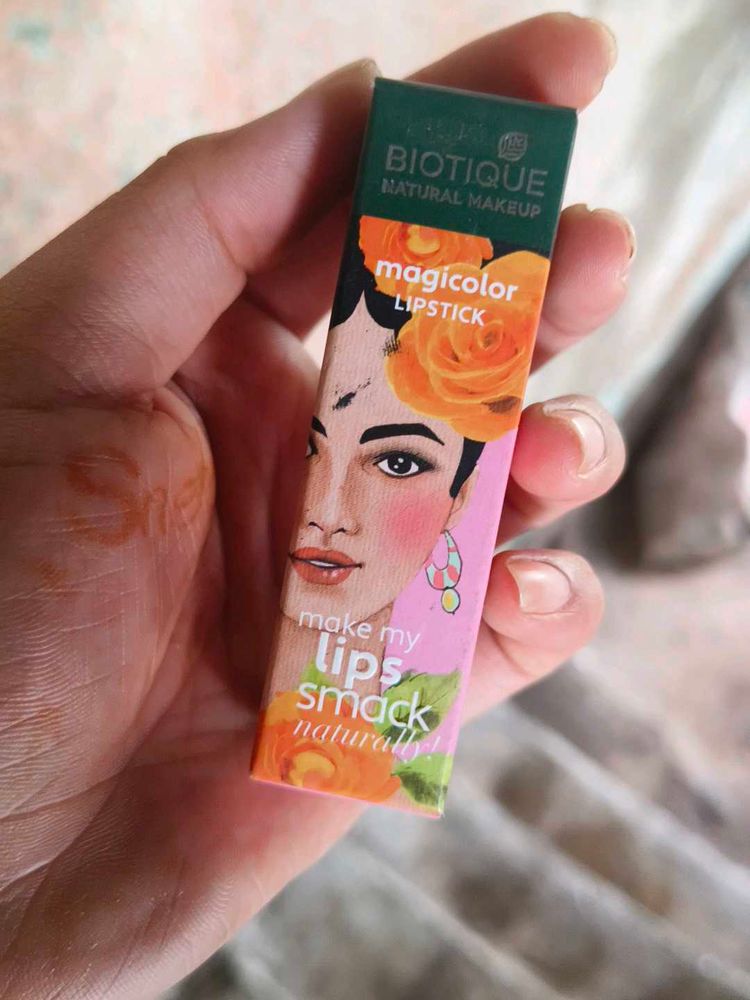 BIOTIQUE
NATURAL MAKEUP
magicolor
LIPSTICK
make my
lips
smack
naturally!